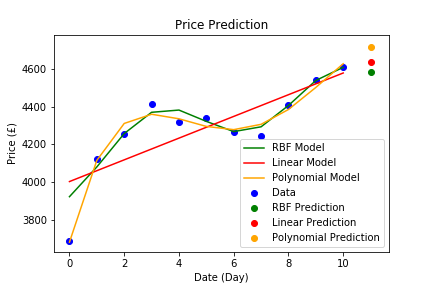 Price Prediction
Price (£)
4600
4400
4200
4000
3800
0 2 4 6 8 10
Date (Day)
RBF Model
Linear Model
Polynomial Model
Data
RBF Prediction
Linear Prediction
Polynomial Prediction